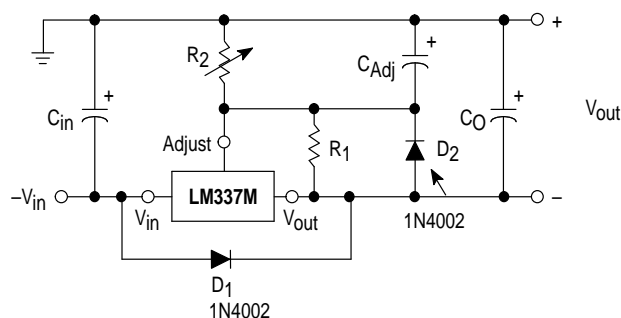 +
R2
CAdj
+
Cin
+
CO
+
Vout
Adjust
R1
D2
–Vin
Vin
LM337M
Vout
–
1N4002
D1
1N4002